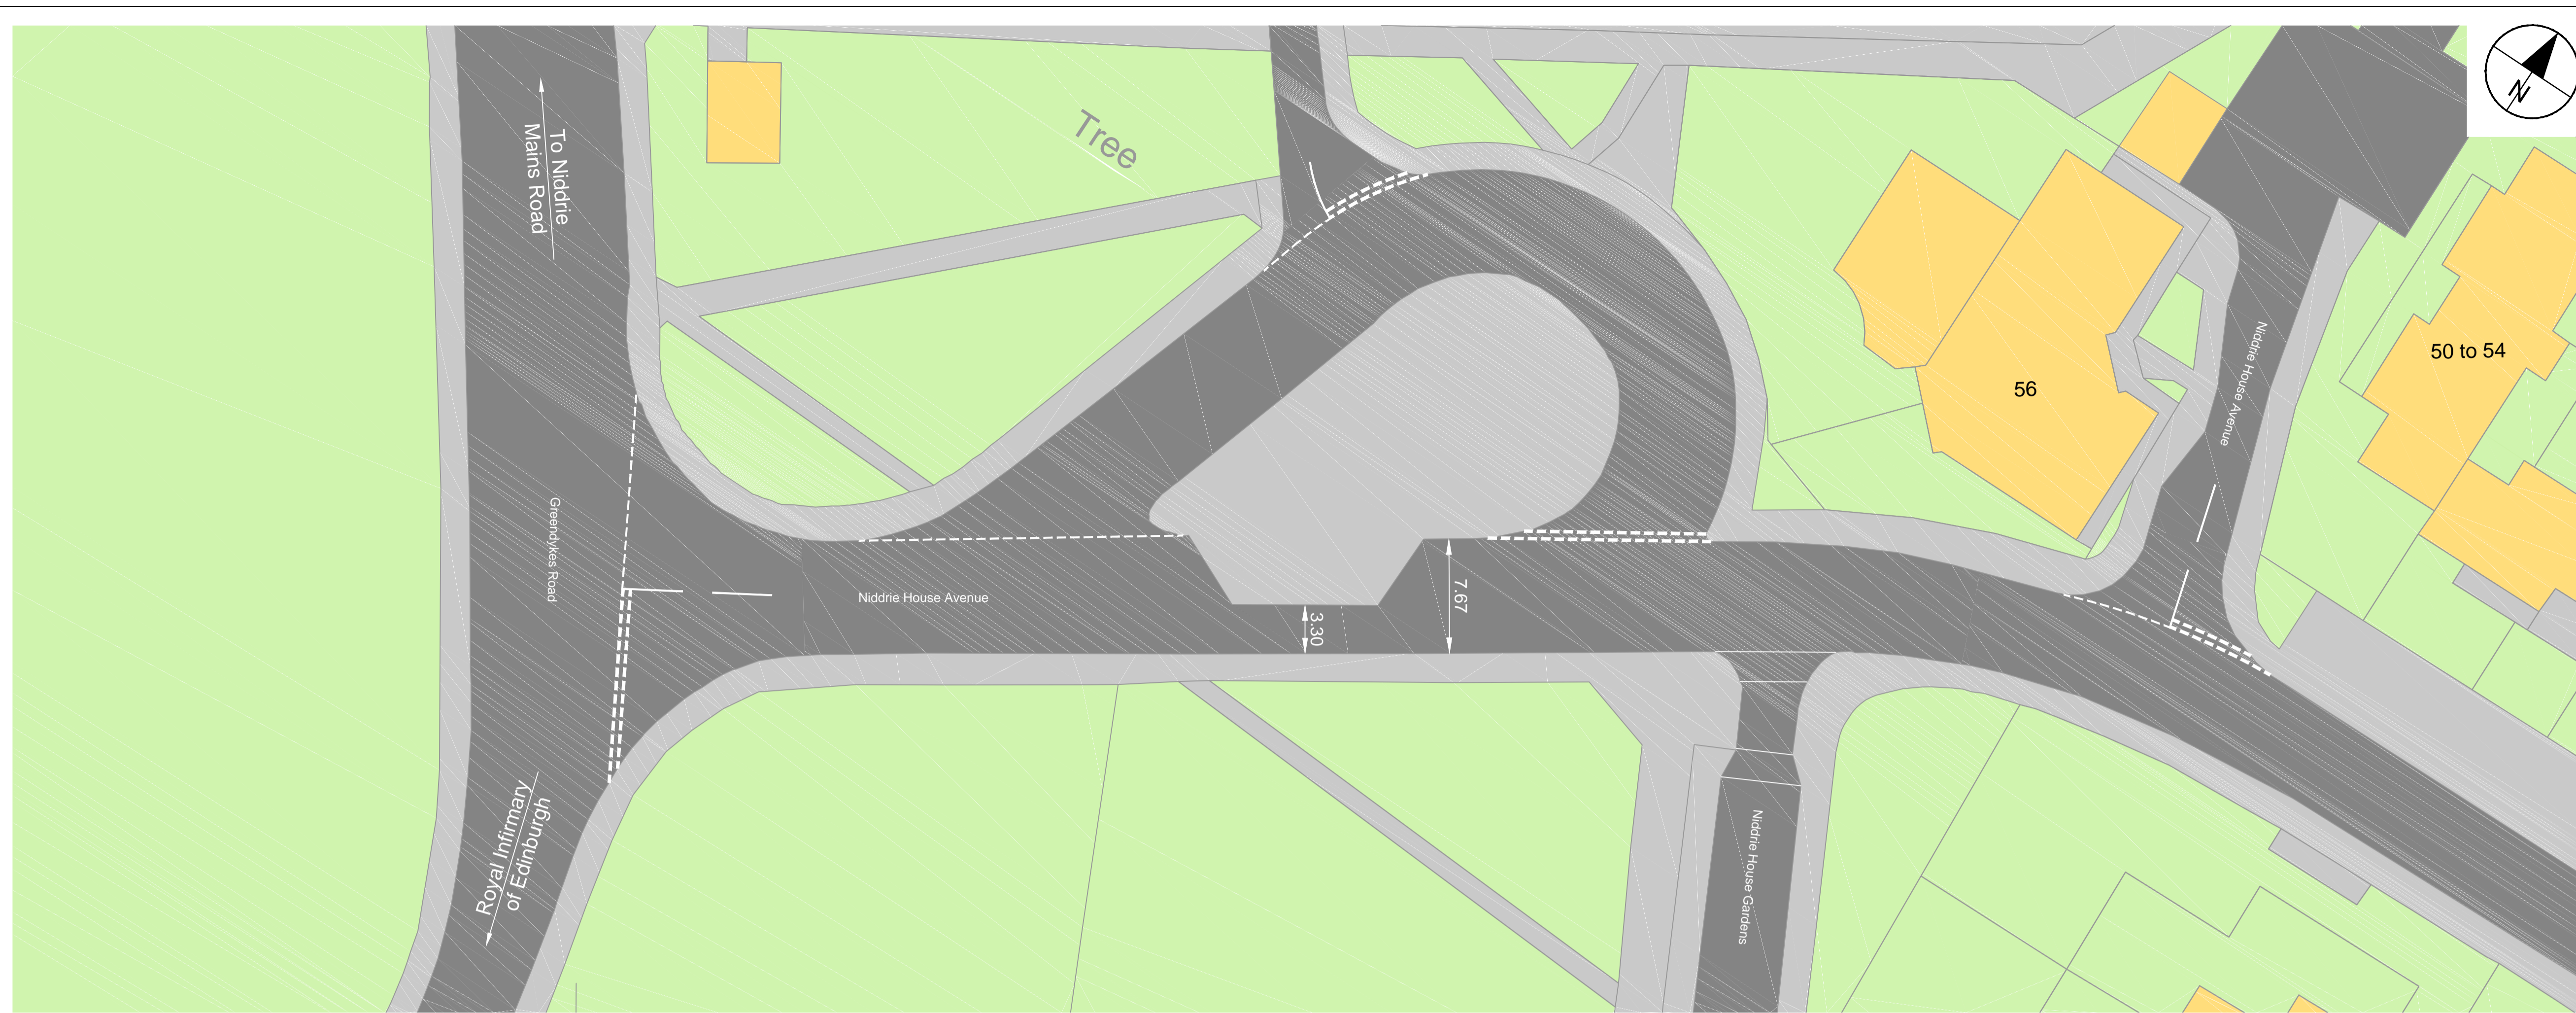 To Niddrie
Mains Road
Tree
N
50 to 54
56
Niddrie House Avenue
Greendykes Road
Niddrie House Avenue
7.67
3.30
Royal Infirmary
of Edinburgh
Niddrie House Gardens